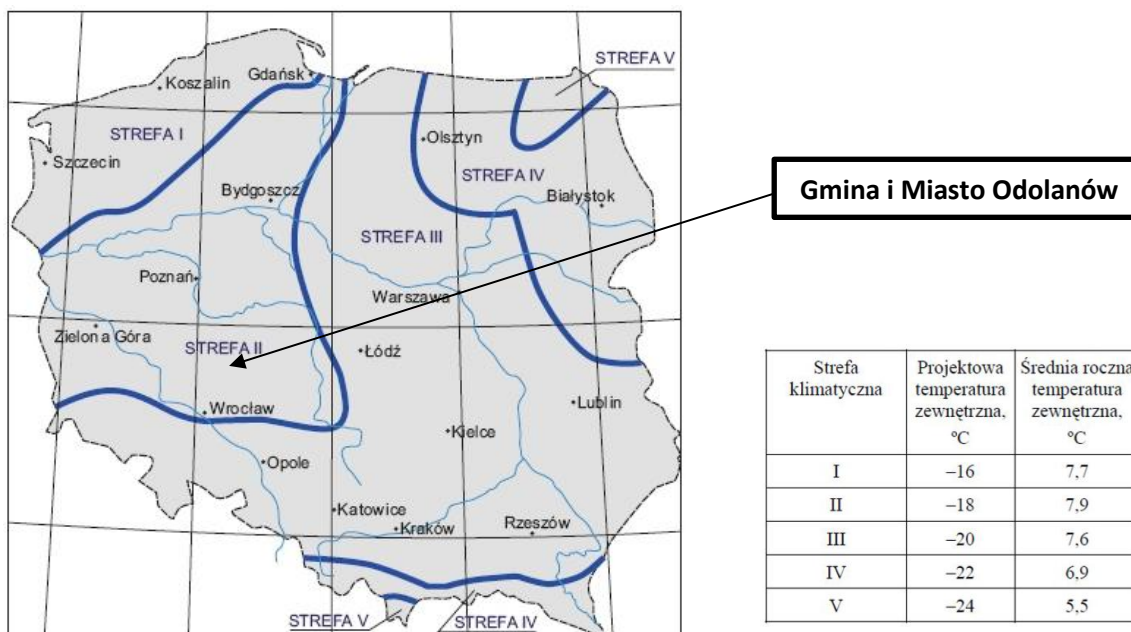 STREFA V
Gdańsk
Koszalin
STREFA I
Olsztyn
Szczecin
STREFA IV
Bydgoszcz
Białystok
Gmina i Miasto Odolanów
STREFA III
Poznań
Warszawa
Zielona Góra
STREFA II
Łódź
Wrocław
Lublin
Kielce
Opole
Katowice
Kraków
Rzeszów
STREFA V
STREFA IV
Strefa klimatyczna
Projektowa temperatura zewnętrzna, ºC
Średnia roczna temperatura zewnętrzna, ºC
I –16 7,7
II –18 7,9
III –20 7,6
IV –22 6,9
V –24 5,5